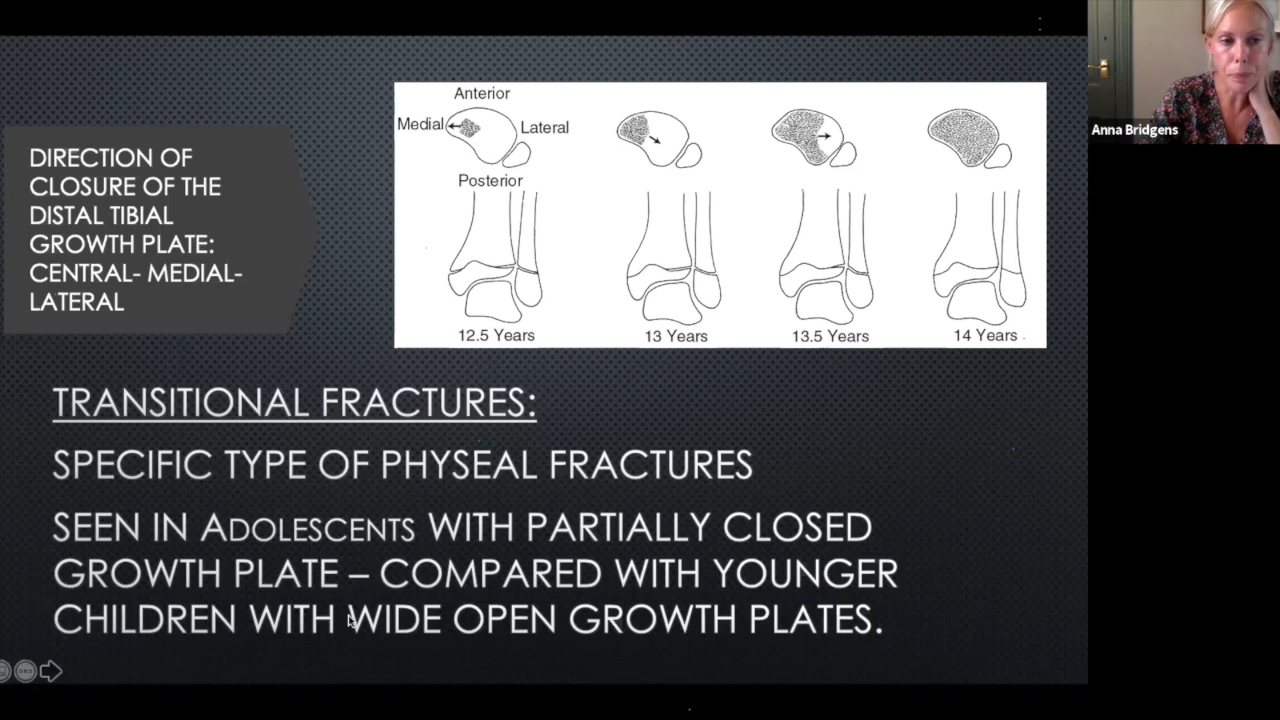 Anna Bridgens
Anterior
Medial
Lateral
Posterior
12.5 Years
13 Years
13.5 Years
14 Years
DIRECTION OF
CLOSURE OF THE
DISTAL TIBIAL
GROWTH PLATE:
CENTRAL- MEDIAL-
LATERAL
TRANSITIONAL FRACTURES:
SPECIFIC TYPE OF PHYSEAL FRACTURES
SEEN IN ADOLESCENTS WITH PARTIALLY CLOSED
GROWTH PLATE – COMPARED WITH YOUNGER
CHILDREN WITH WIDE OPEN GROWTH PLATES.